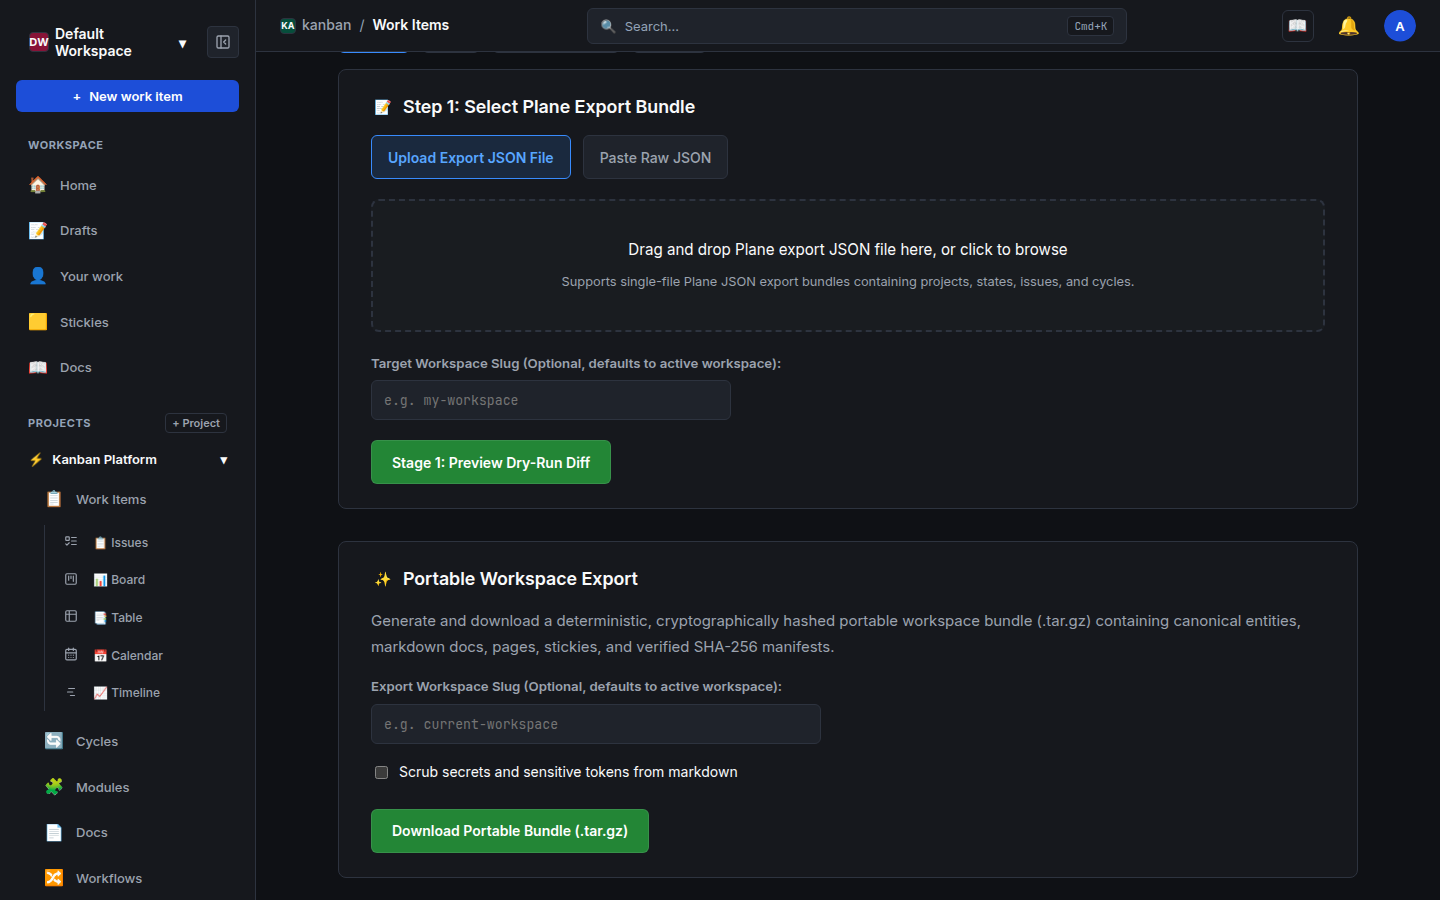 DW Default Workspace ▼
+ New work item
WORKSPACE
Home
Drafts
Your work
Stickies
Docs
PROJECTS
+ Project
Kanban Platform ▼
Work Items
Issues
Board
Table
Calendar
Timeline
Cycles
Modules
Docs
Workflows
KA kanban / Work Items
Search...
Cmd+K
A
Step 1: Select Plane Export Bundle
Upload Export JSON File
Paste Raw JSON
Drag and drop Plane export JSON file here, or click to browse
Supports single-file Plane JSON export bundles containing projects, states, issues, and cycles.
Target Workspace Slug (Optional, defaults to active workspace):
e.g. my-workspace
Stage 1: Preview Dry-Run Diff
Portable Workspace Export
Generate and download a deterministic, cryptographically hashed portable workspace bundle (.tar.gz) containing canonical entities,
markdown docs, pages, stickies, and verified SHA-256 manifests.
Export Workspace Slug (Optional, defaults to active workspace):
e.g. current-workspace
Scrub secrets and sensitive tokens from markdown
Download Portable Bundle (.tar.gz)